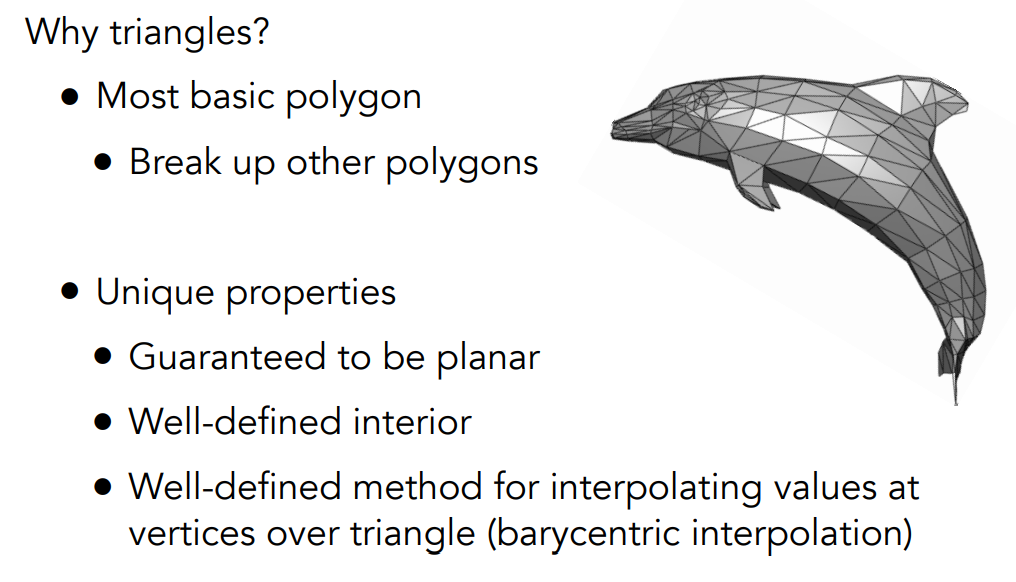 Why triangles?
● Most basic polygon
● Break up other polygons
● Unique properties
● Guaranteed to be planar
● Well-defined interior
● Well-defined method for interpolating values at
vertices over triangle (barycentric interpolation)